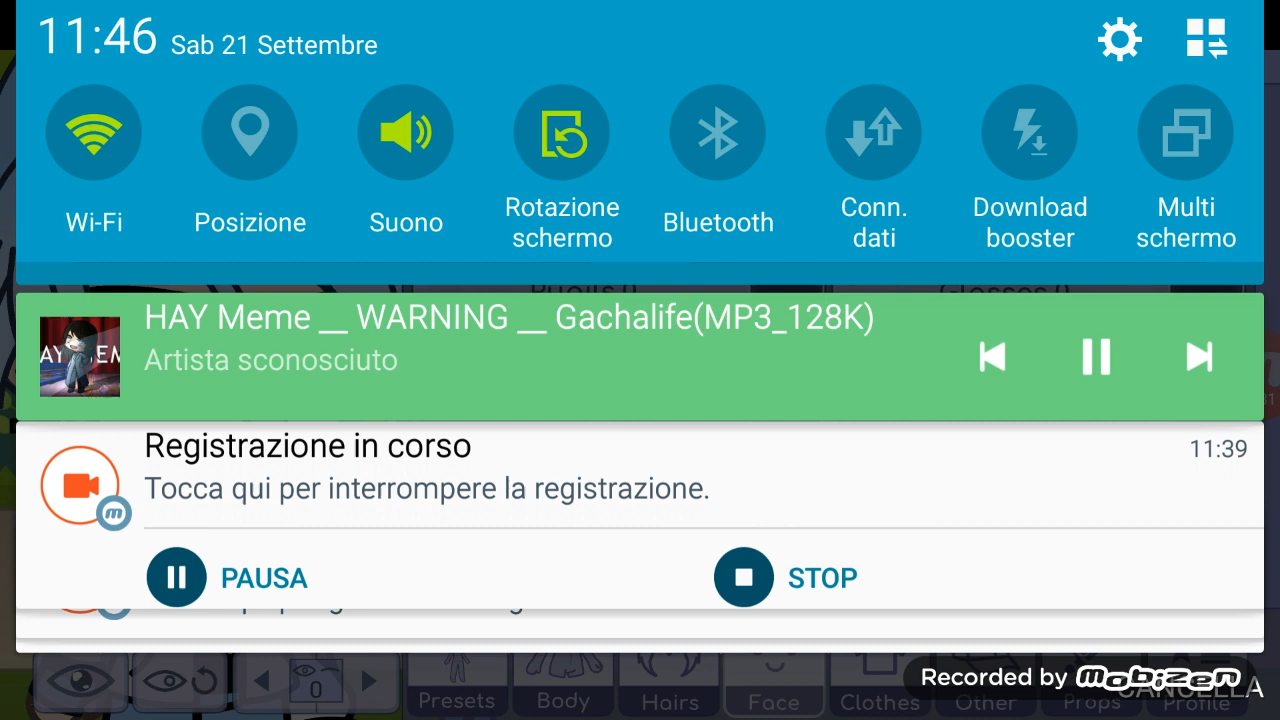 11:46 Sab 21 Settembre
Wi-Fi
Posizione
Suono
Rotazione
schermo
Bluetooth
Conn.
dati
Download
booster
Multi
schermo
HAY Meme __ WARNING __ Gachalife(MP3_128K)
Artista sconosciuto
Registrazione in corso
11:39
Tocca qui per interrompere la registrazione.
PAUSA
STOP
0
Presets
Body
Hairs
Face
Clothes
Other
Props
Profile
CANCELLA
Recorded by mobizen